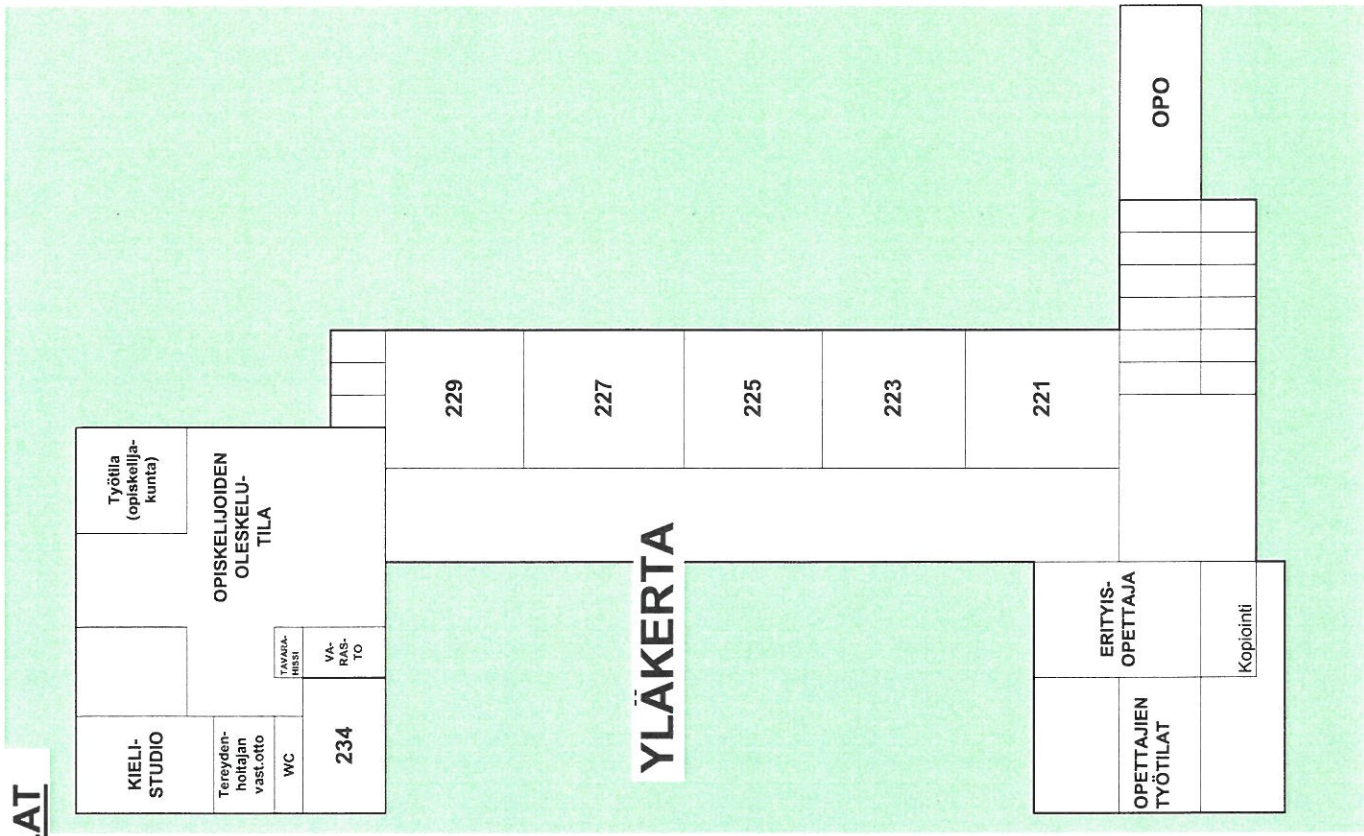 AAT
Työtila
(opiskelija-
kunta)
OPISKELIJOIDEN
OLESKELU-
TILA
KIELI-
STUDIO
Tereyden-
hoitajan
vast.otto
WC
234
TAVARA-
HISSI
VA-
RAS-
TO
229
227
225
223
221
OPO
YLÄKERTA
ERITYIS-
OPETTAJA
Kopiointi
OPETTAJIEN
TYÖTILAT